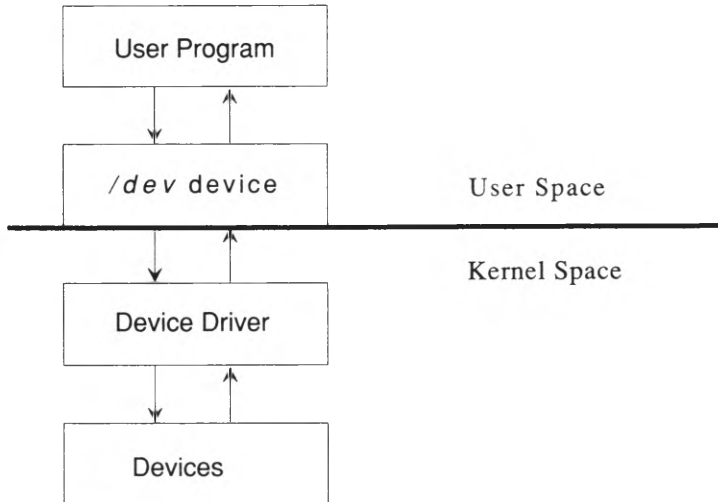 User Program
/dev device
User Space
Kernel Space
Device Driver
Devices